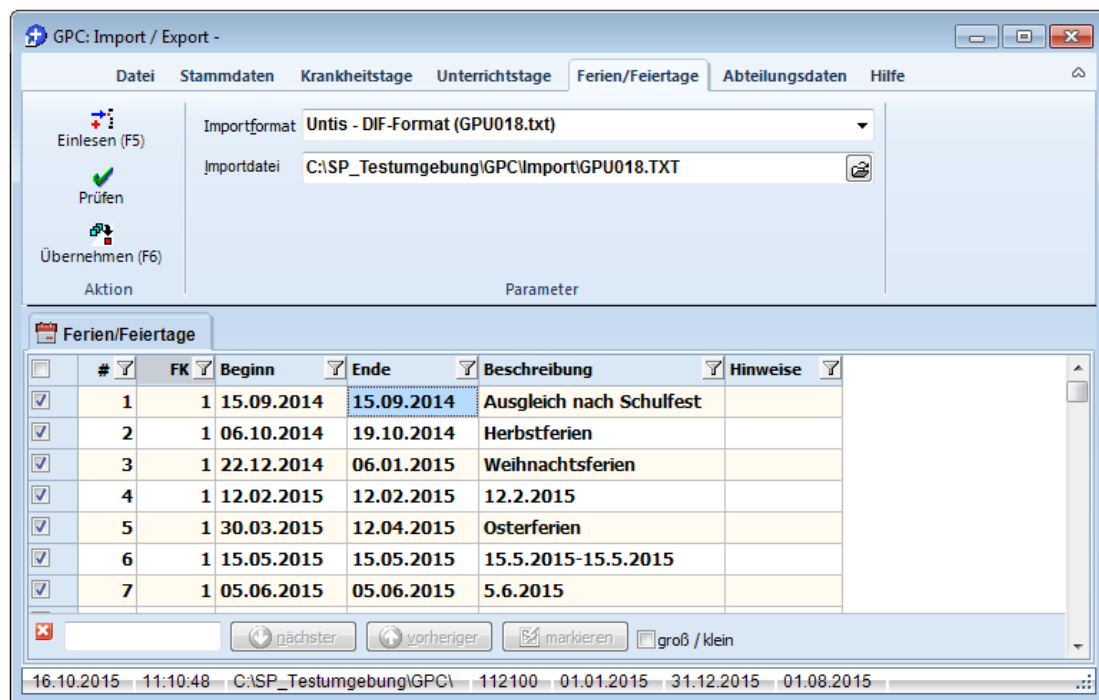 GPC: Import / Export -
Datei Stammdaten Krankheitstage Unterrichtstage Ferien/Feiertage Abteilungsdaten Hilfe
Einlesen (F5)
Prüfen
Übernehmen (F6)
Aktion
Importformat Untis - DIF-Format (GPU018.txt)
Importdatei C:\SP_Testumgebung\GPC\Import\GPU018.TXT
Parameter
Ferien/Feiertage
# FK Beginn Ende Beschreibung Hinweise
1 1 15.09.2014 15.09.2014 Ausgleich nach Schulfest
2 1 06.10.2014 19.10.2014 Herbstferien
3 1 22.12.2014 06.01.2015 Weihnachtsferien
4 1 12.02.2015 12.02.2015 12.2.2015
5 1 30.03.2015 12.04.2015 Osterferien
6 1 15.05.2015 15.05.2015 15.5.2015-15.5.2015
7 1 05.06.2015 05.06.2015 5.6.2015
nächster vorheriger markieren groß / klein
16.10.2015 11:10:48 C:\SP_Testumgebung\GPC\ 112100 01.01.2015 31.12.2015 01.08.2015